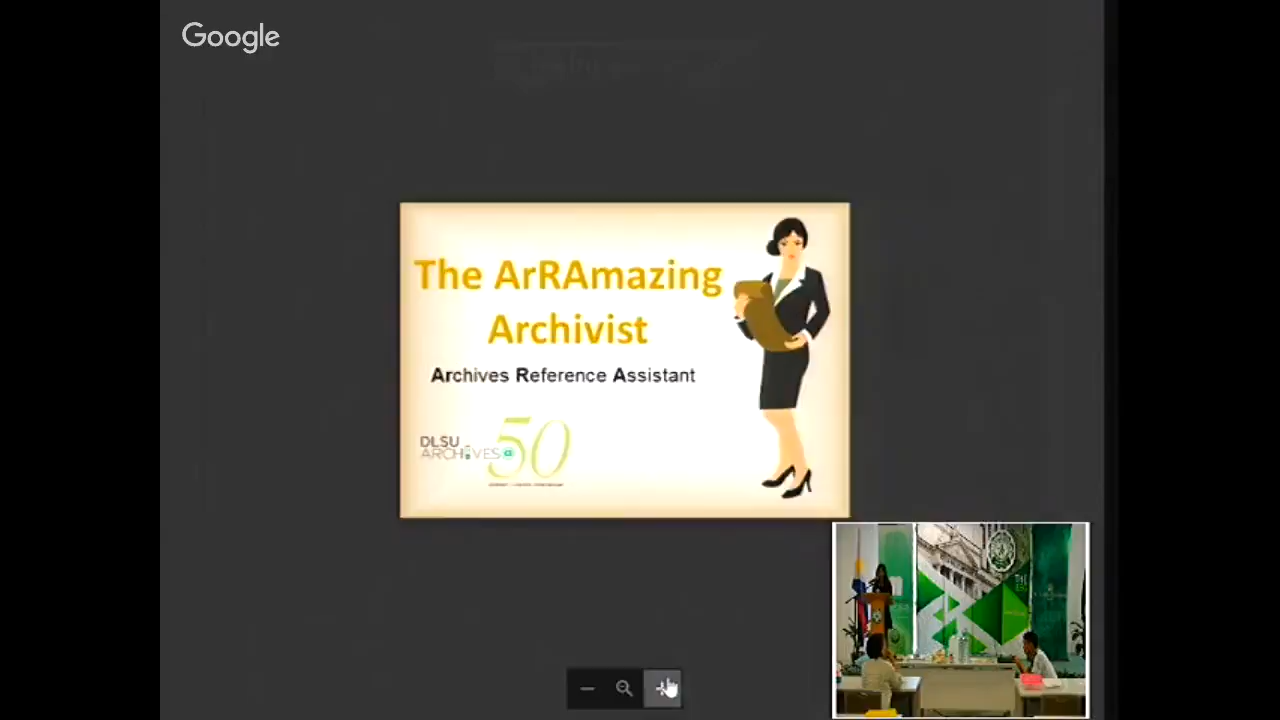 Google
The ArRAmazing
Archivist
Archives Reference Assistant
DLSU
ARCHIVES@50